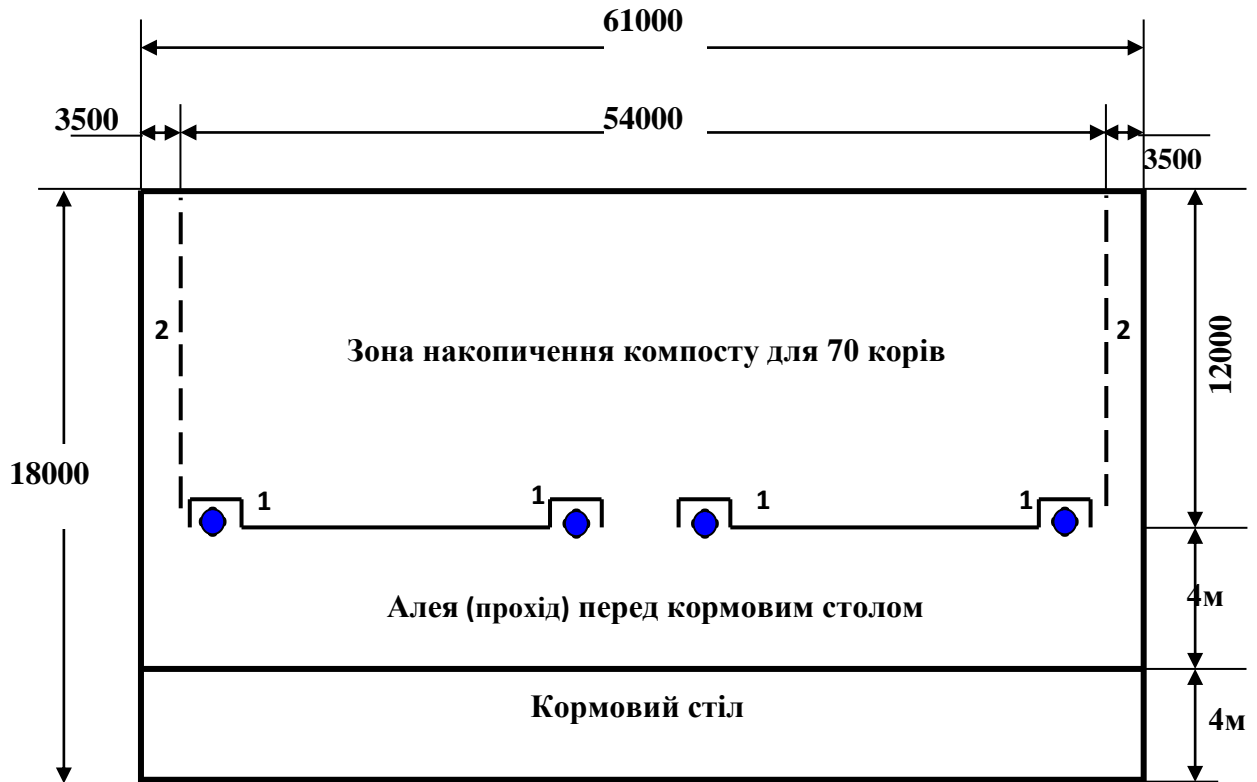 61000
3500
54000
3500
2
2
Зона накопичення компосту для 70 корів
12000
18000
1
1
1
1
Алея (прохід) перед кормовим столом
4м
Кормовий стіл
4м